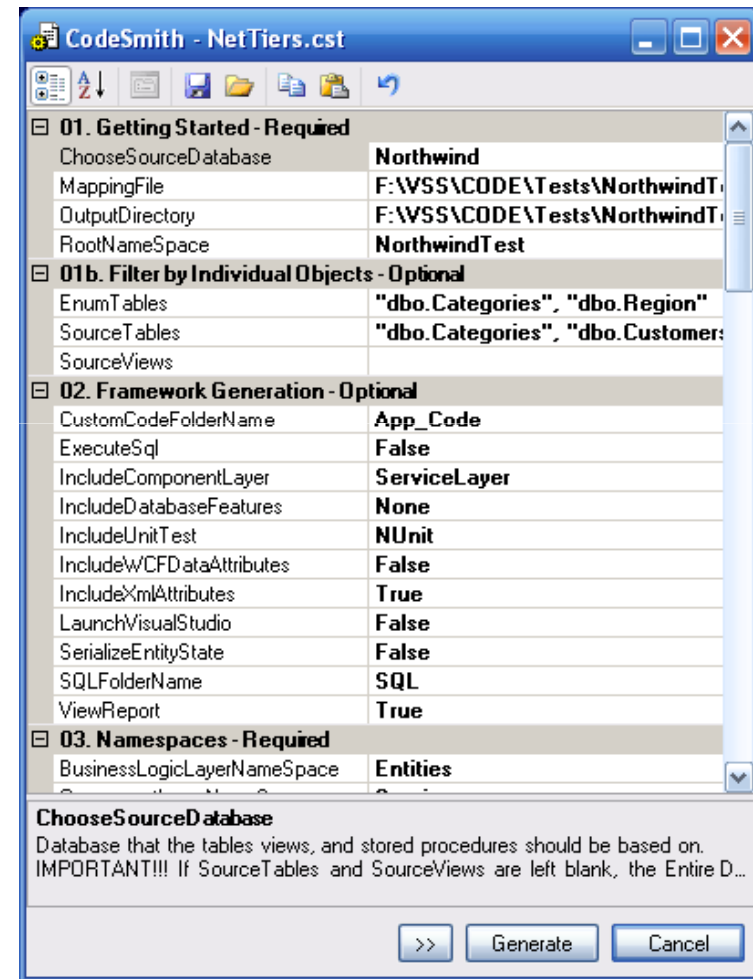 CodeSmith - NetTiers.cst
01. Getting Started - Required
ChooseSourceDatabase Northwind
MappingFile F:\VSS\CODE\Tests\NorthwindT
OutputDirectory F:\VSS\CODE\Tests\NorthwindT
RootNameSpace NorthwindTest
01b. Filter by Individual Objects - Optional
EnumTables "dbo.Categories", "dbo.Region"
SourceTables "dbo.Categories", "dbo.Customers
SourceViews
02. Framework Generation - Optional
CustomCodeFolderName App_Code
ExecuteSql False
IncludeComponentLayer ServiceLayer
IncludeDatabaseFeatures None
IncludeUnitTest NUnit
IncludeWCFDataAttributes False
IncludeXmlAttributes True
LaunchVisualStudio False
SerializeEntityState False
SQLFolderName SQL
ViewReport True
03. Namespaces - Required
BusinessLogicLayerNameSpace Entities
ChooseSourceDatabase
Database that the tables views, and stored procedures should be based on.
IMPORTANT!!! If SourceTables and SourceViews are left blank, the Entire D...
>> Generate Cancel